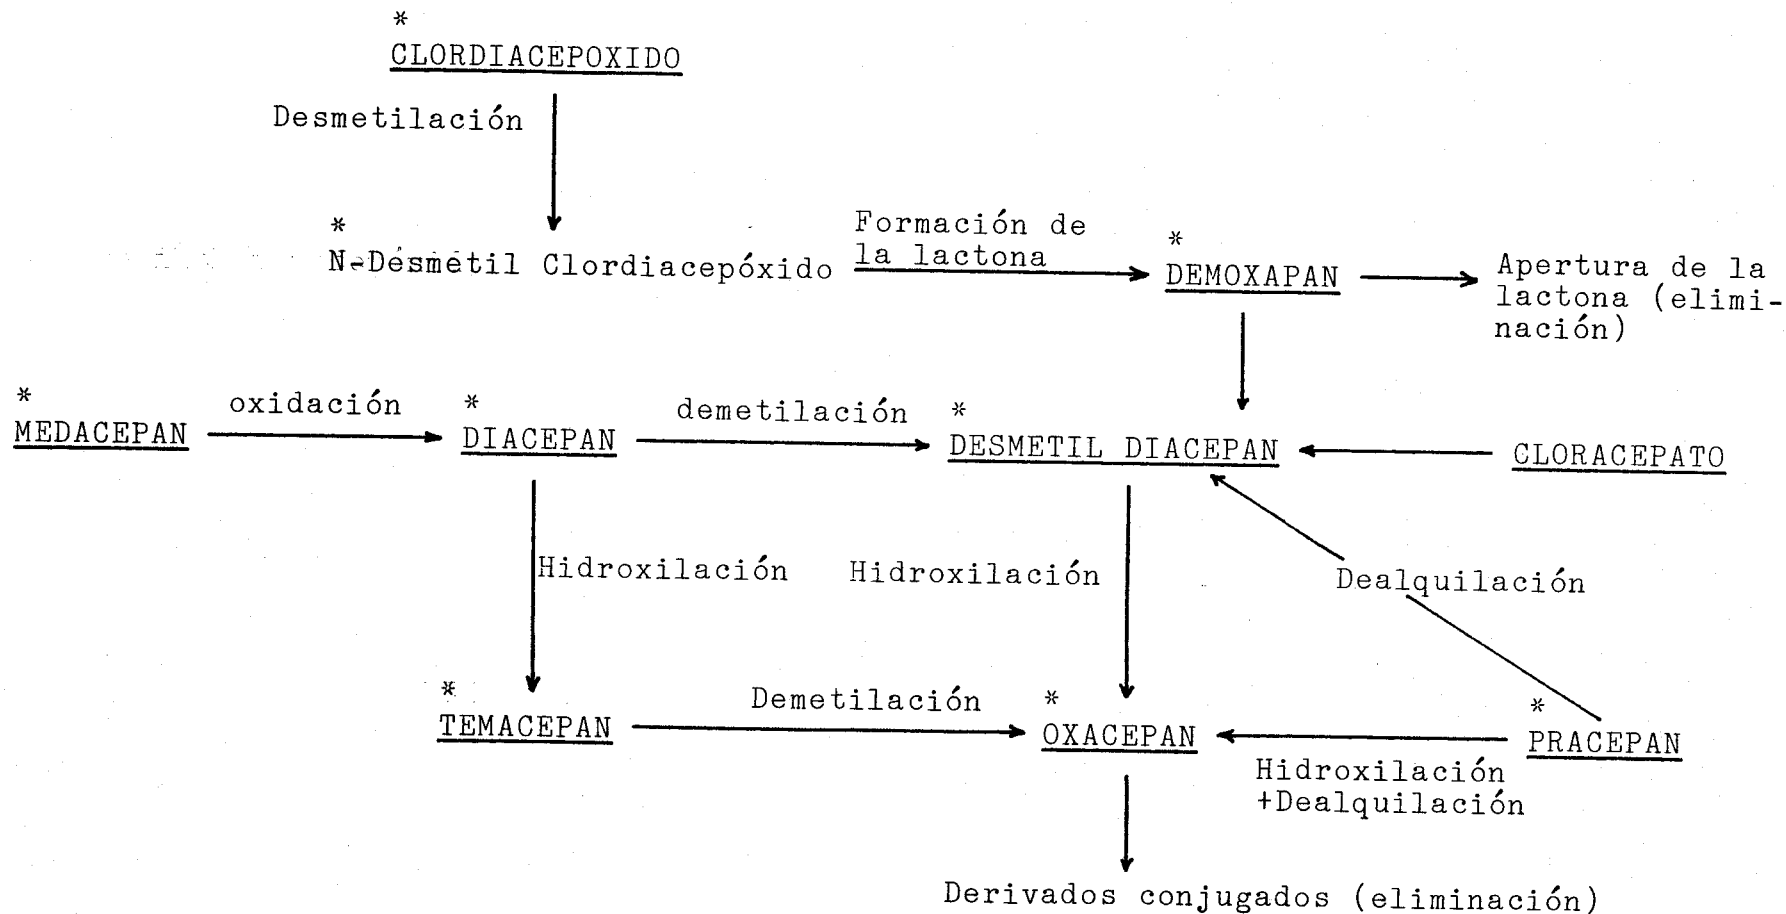 *
CLORDIACEPOXIDO
Desmetilación
*
N-Désmetil Clordiacepóxido
Formación de
la lactona
*
DEMOXAPAN
Apertura de la
lactona (elimi-
nación)
*
MEDACEPAN
oxidación
*
DIACEPAN
demetilación
*
DESMETIL DIACEPAN
CLORACEPATO
Hidroxilación
Hidroxilación
Dealquilación
*
TEMACEPAN
Demetilación
*
OXACEPAN
*
PRACEPAN
Hidroxilación
+Dealquilación
Derivados conjugados (eliminación)